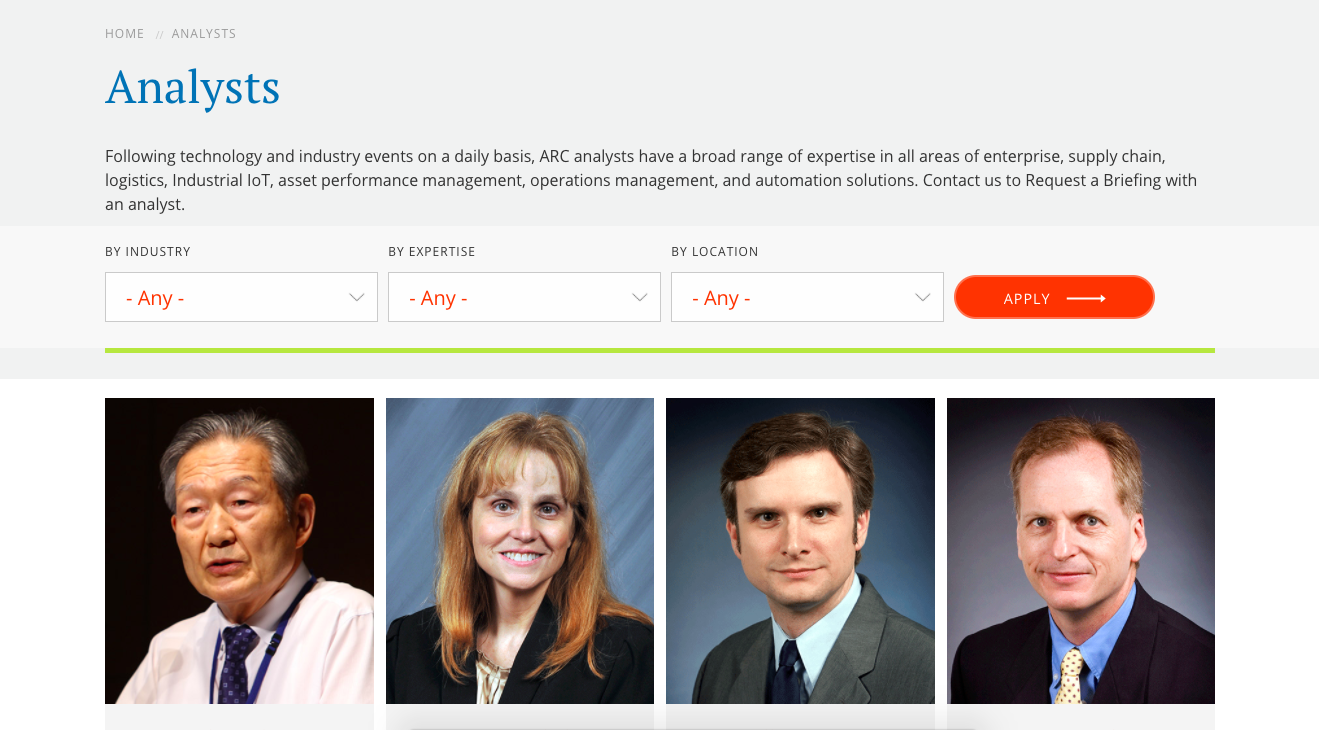 HOME // ANALYSTS
Analysts
Following technology and industry events on a daily basis, ARC analysts have a broad range of expertise in all areas of enterprise, supply chain,
logistics, Industrial IoT, asset performance management, operations management, and automation solutions. Contact us to Request a Briefing with
an analyst.
BY INDUSTRY
BY EXPERTISE
BY LOCATION
- Any -
- Any -
- Any -
APPLY